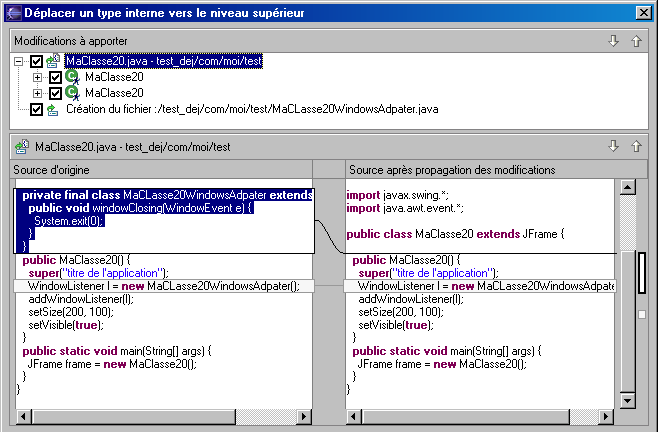 Déplacer un type interne vers le niveau supérieur
Modifications à apporter
MaClasse20.java - test_dej/com/moi/test
MaClasse20
MaClasse20
Création du fichier :/test_dej/com/moi/test/MaCLasse20WindowsAdpater.java
MaClasse20.java - test_dej/com/moi/test
Source d'origine
private final class MaCLasse20WindowsAdpater extends
public void windowClosing(WindowEvent e) {
System.exit(0);
}
}
public MaClasse20() {
super("titre de l'application");
WindowListener l = new MaCLasse20WindowsAdpater();
addWindowListener(l);
setSize(200, 100);
setVisible(true);
}
public static void main(String[] args) {
JFrame frame = new MaClasse20();
}
}
Source après propagation des modifications
import javax.swing.*;
import java.awt.event.*;
public class MaClasse20 extends JFrame {
public MaClasse20() {
super("titre de l'application");
WindowListener l = new MaCLasse20WindowsAdpate
addWindowListener(l);
setSize(200, 100);
setVisible(true);
}
public static void main(String[] args) {
JFrame frame = new MaClasse20();
}
}